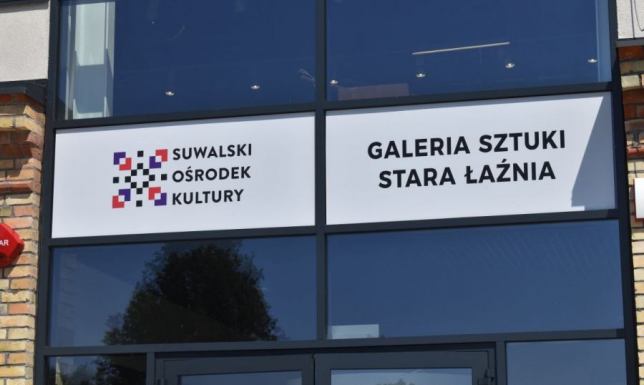 SUWALSKI
OŚRODEK
KULTURY
GALERIA SZTUKI
STARA ŁAŹNIA